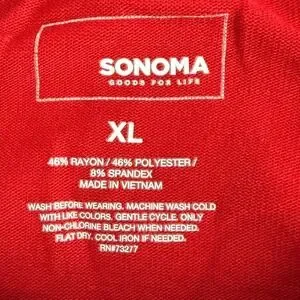 SONOMA
GOODS FOR LIFE
XL
46% RAYON / 46% POLYESTER /
8% SPANDEX
MADE IN VIETNAM
WASH BEFORE WEARING. MACHINE WASH COLD
WITH LIKE COLORS. GENTLE CYCLE. ONLY
NON-CHLORINE BLEACH WHEN NEEDED.
FLAT DRY. COOL IRON IF NEEDED.
RN#73277